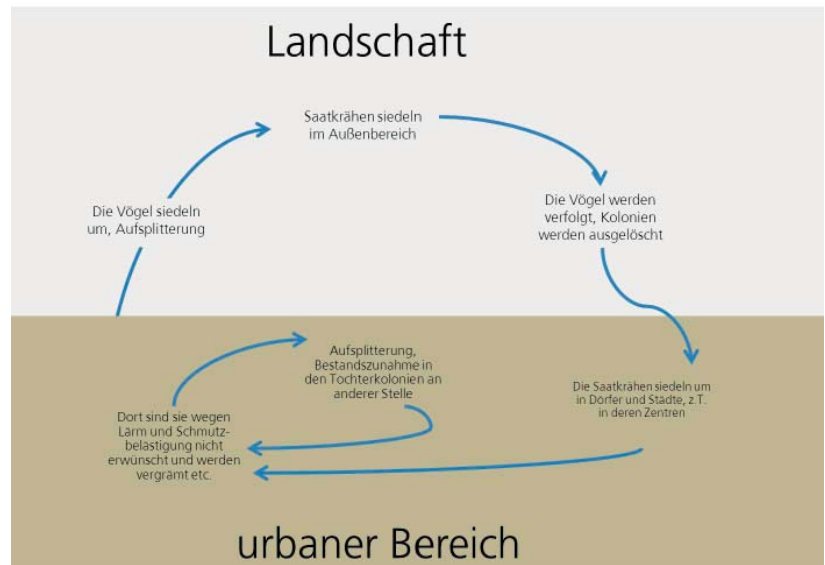 Landschaft
Saatkrähen siedeln
im Außenbereich
Die Vögel siedeln
um, Aufsplitterung
Die Vögel werden
verfolgt, Kolonien
werden ausgelöscht
Aufsplitterung,
Bestandszunahme in
den Tochterkolonien an
anderer Stelle
Die Saatkrähen siedeln um
in Dörfer und Städte, z.T.
in deren Zentren
Dort sind sie wegen
Lärm und Schmutz-
belästigung nicht
erwünscht und werden
vergrämt etc.
urbaner Bereich